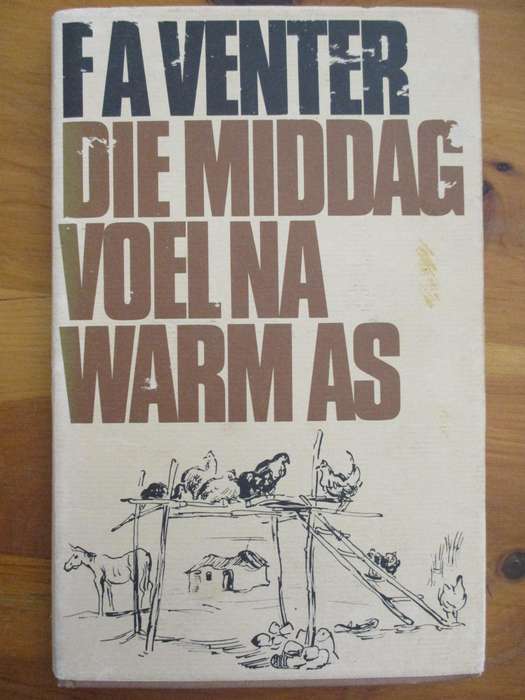 F A VENTER
DIE MIDDAG
VOEL NA
WARM AS